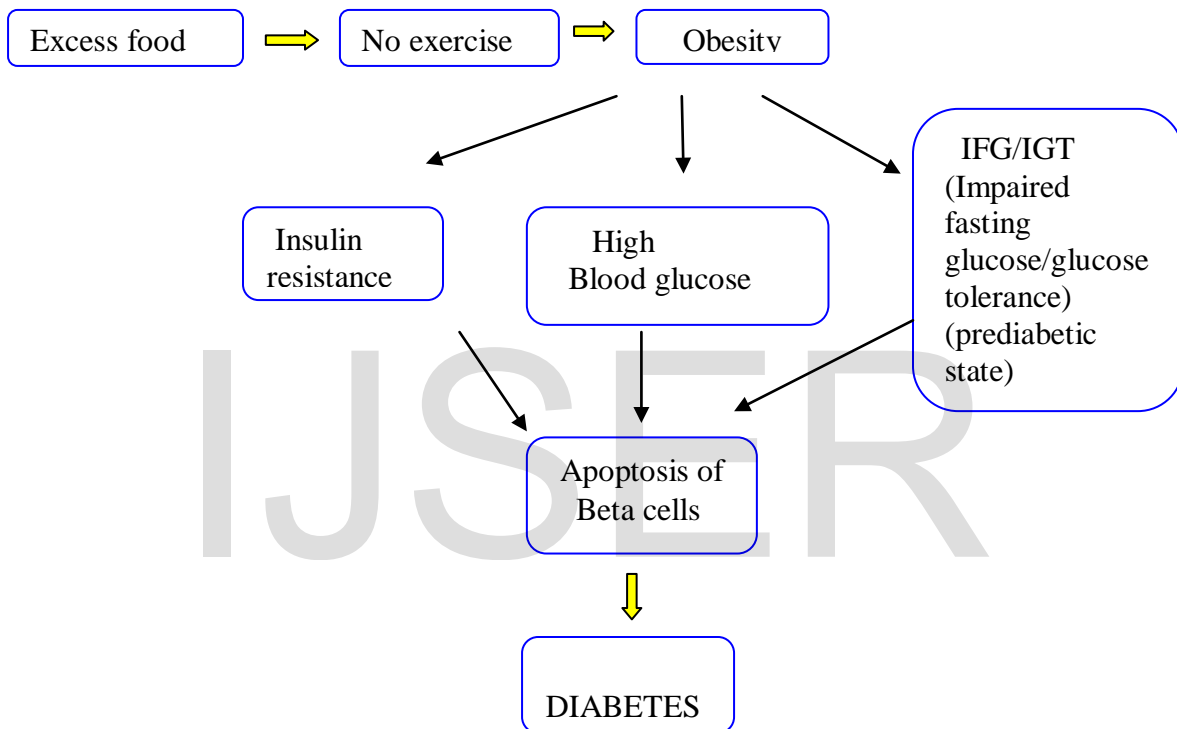 Excess food
No exercise
Obesity
Insulin
resistance
High
Blood glucose
IFG/IGT
(Impaired
fasting
glucose/glucose
tolerance)
(prediabetic
state)
IJSER
Apoptosis of
Beta cells
DIABETES